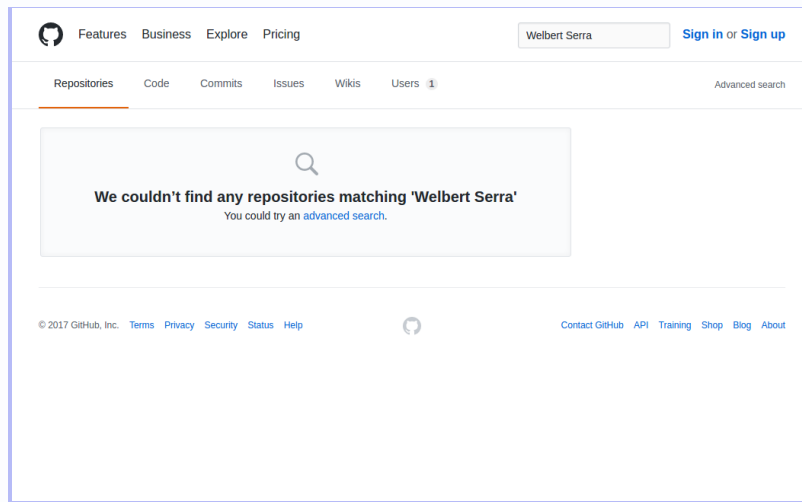 Features Business Explore Pricing Welbert Serra Sign in or Sign up
Repositories Code Commits Issues Wikis Users 1 Advanced search
We couldn’t find any repositories matching 'Welbert Serra'
You could try an advanced search.
© 2017 GitHub, Inc. Terms Privacy Security Status Help Contact GitHub API Training Shop Blog About